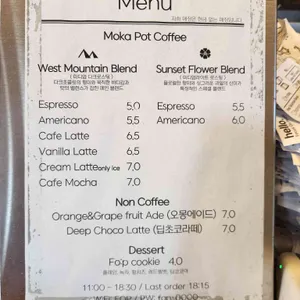 Menu
Moka Pot Coffee
West Mountain Blend
Sunset Flower Blend
Espresso 5.0
Espresso 5.5
Americano 5.5
Americano 6.0
Cafe Latte 6.5
Vanilla Latte 6.5
Cream Latte only ice 7.0
Cafe Mocha 7.0
Non Coffee
Orange&Grape fruit Ade (오몽에이드) 7.0
Deep Choco Latte (딥초코라떼) 7.0
Dessert
Fo'p cookie 4.0
11:00 - 18:30 / Last order 18:15
hello